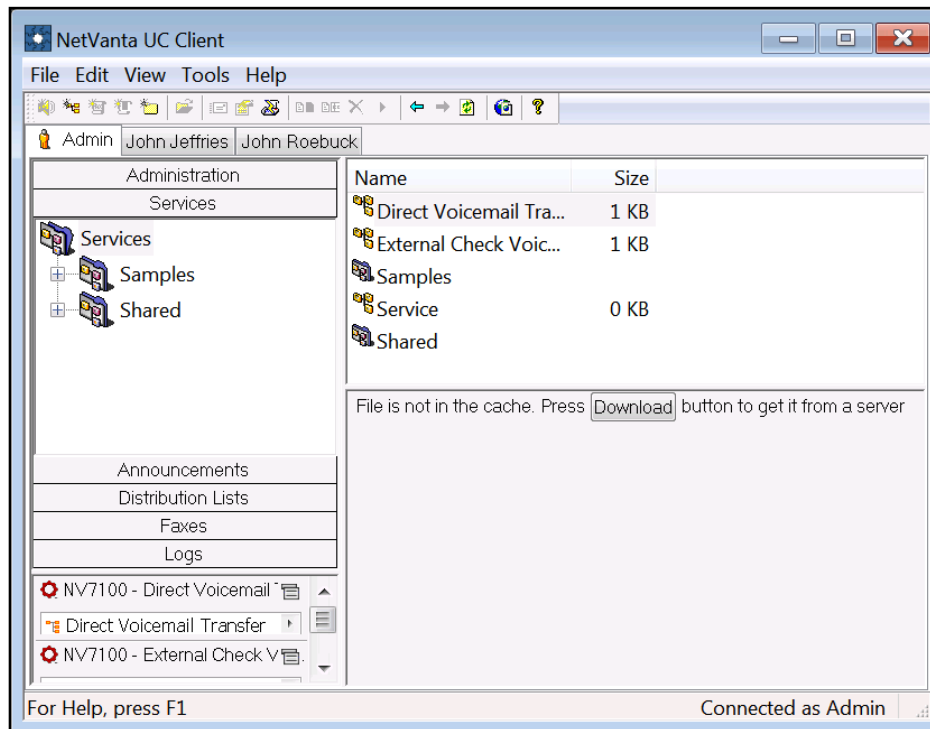 NetVanta UC Client
File Edit View Tools Help
Admin John Jeffries John Roebuck
Administration
Services
Services
Samples
Shared
Announcements
Distribution Lists
Faxes
Logs
NV7100 - Direct Voicemail
Direct Voicemail Transfer
NV7100 - External Check V
Name Size
Direct Voicemail Tra... 1 KB
External Check Voic... 1 KB
Samples
Service 0 KB
Shared
File is not in the cache. Press Download button to get it from a server
For Help, press F1 Connected as Admin